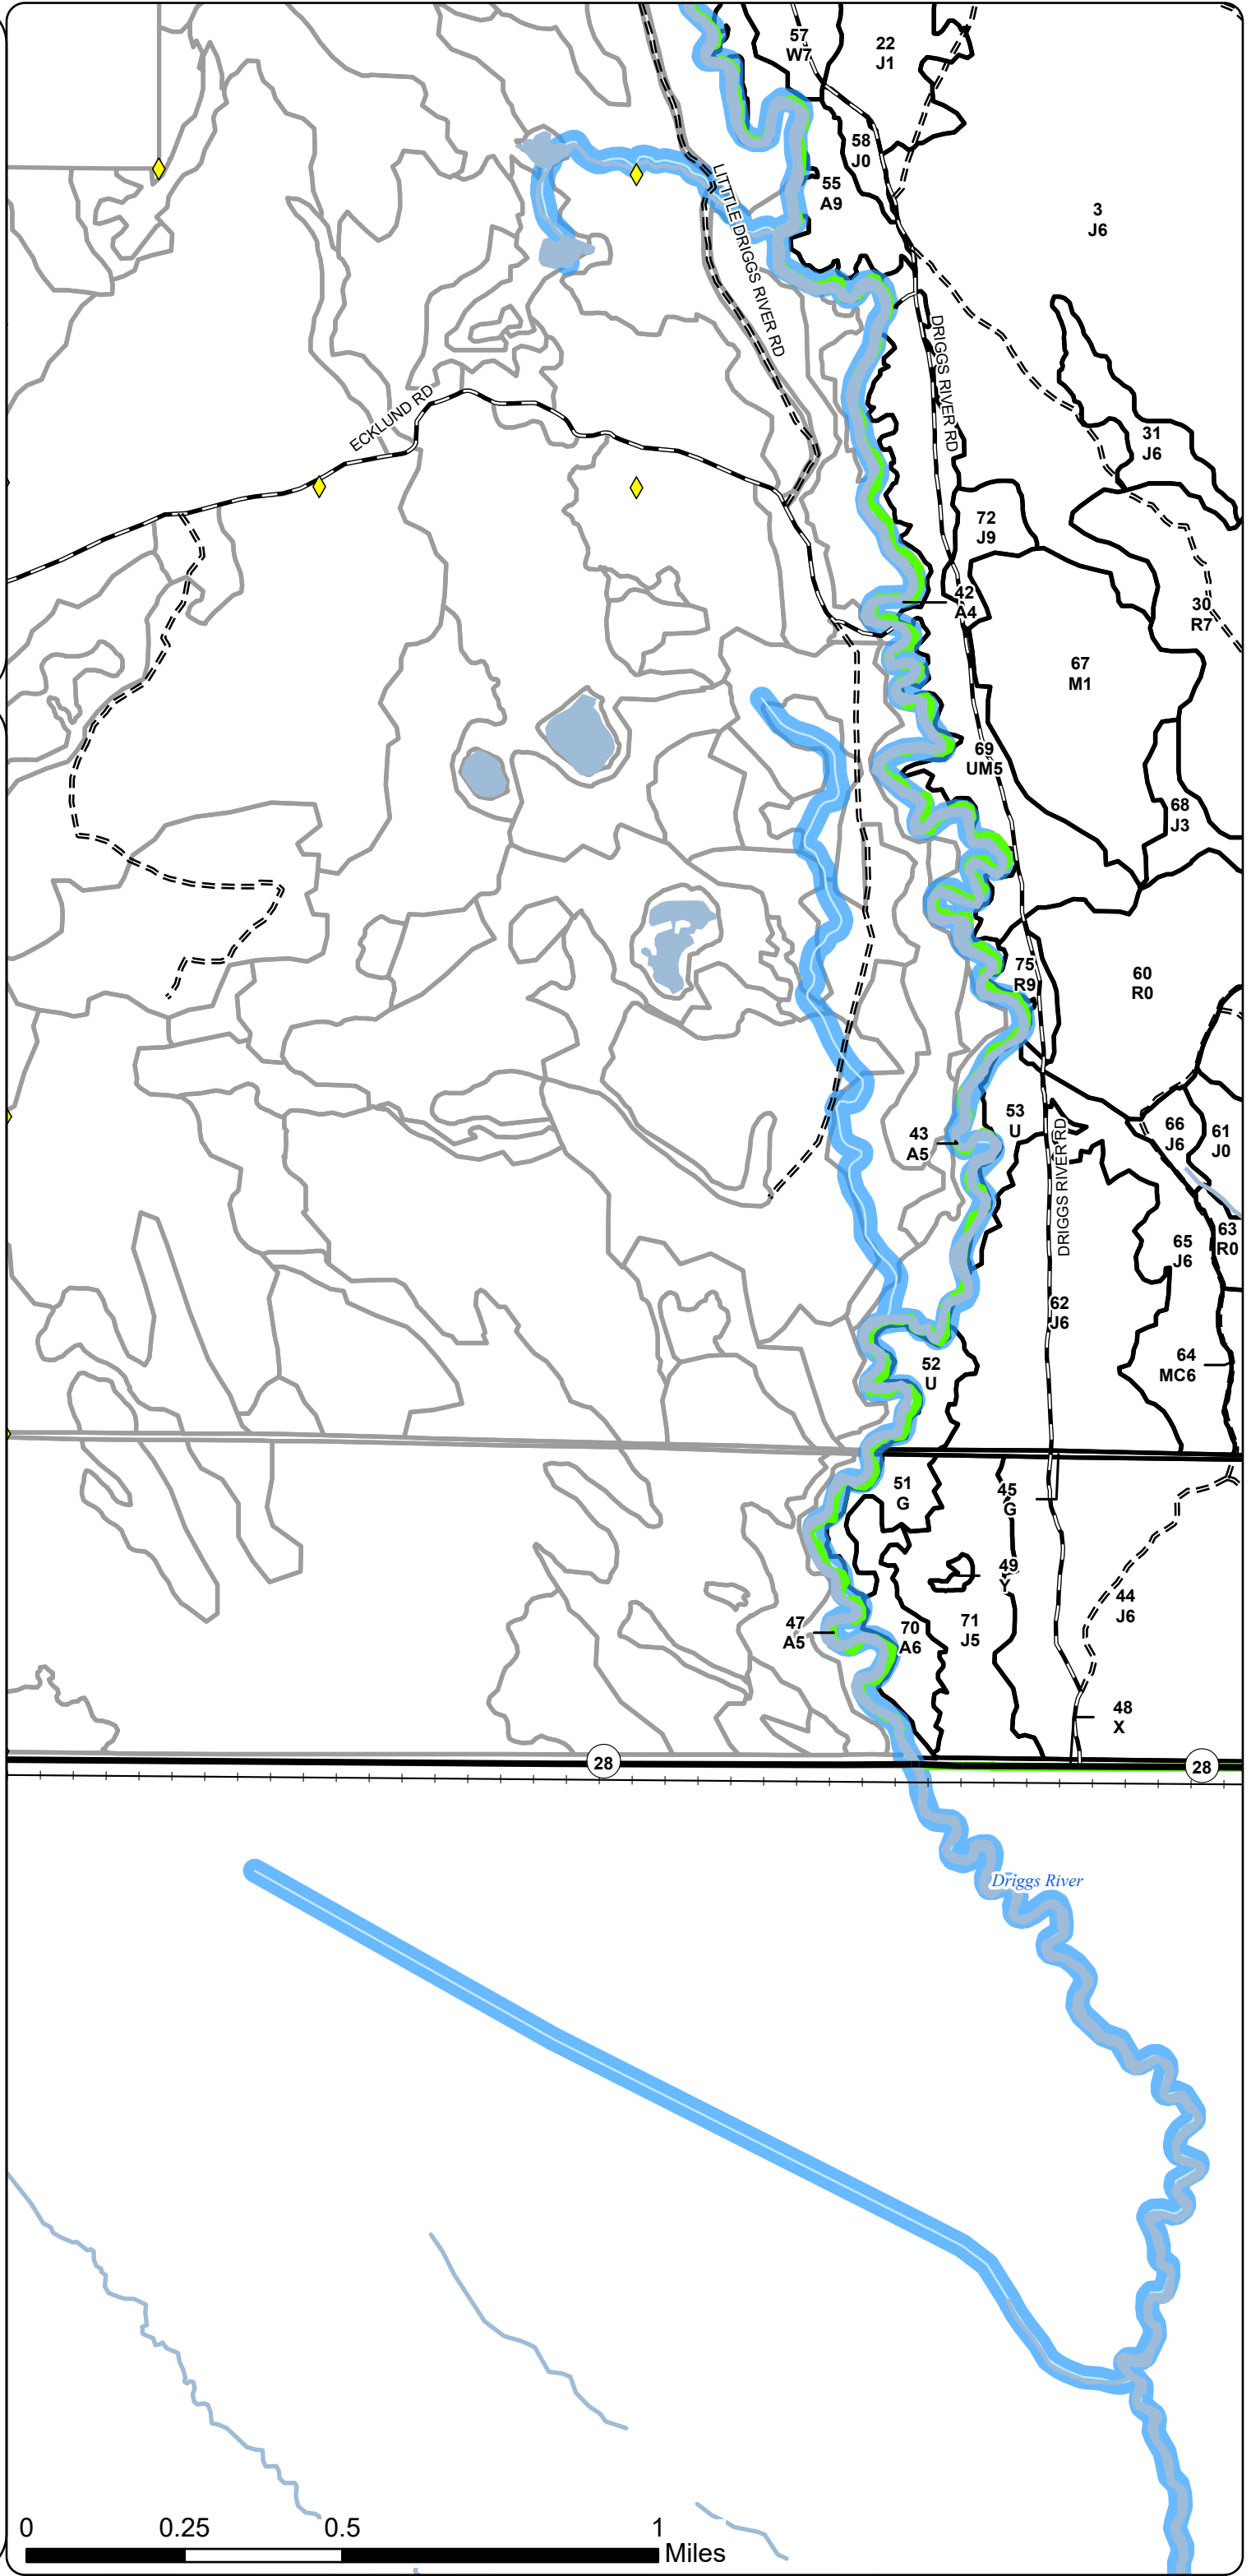 57
W7
22
J1
58
J0
55
A9
3
J6
LITTLE DRIGGS RIVER RD
DRIGGS RIVER RD
ECKLUND RD
31
J6
72
J9
42
A4
30
R7
67
M1
69
UM5
68
J3
75
R9
60
R0
53
U
43
A5
66
J6
61
J0
DRIGGS RIVER RD
63
R0
65
J6
62
J6
64
MC6
52
U
51
G
45
G
49
Y
44
J6
47
A5
70
A6
71
J5
48
X
28
28
Driggs River
0 0.25 0.5 1
Miles